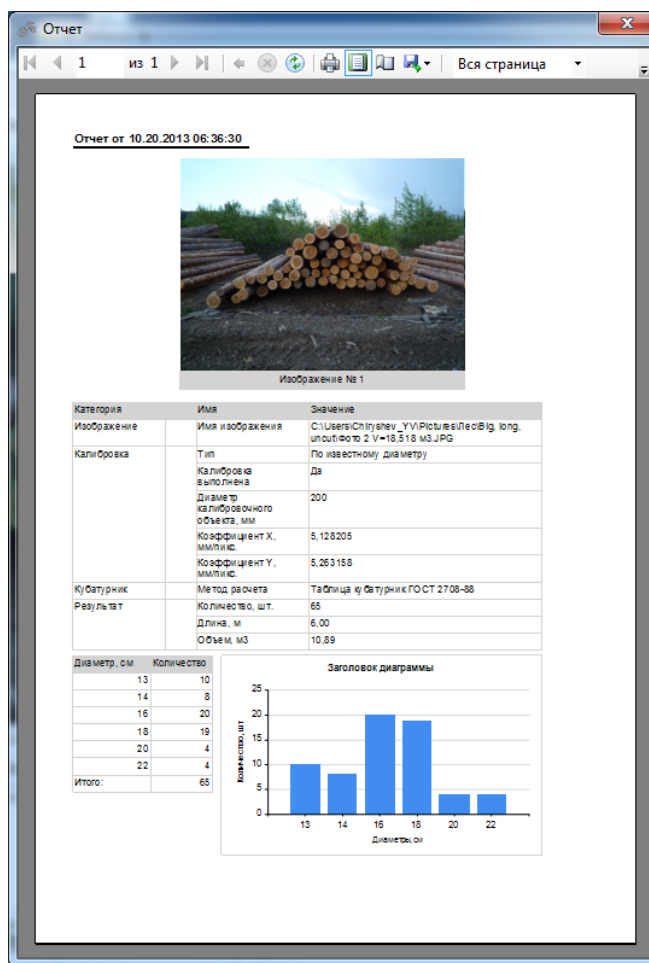 Отчет
1 из 1 Вся страница
Отчет от 10.20.2013 06:36:30
Изображение № 1
Категория Имя Значение
Изображение Имя изображения C:\Users\Chiryshev_YV\Pictures\Лес\Big, long,
uncut\Фото 2 V=18,518 м3.JPG
Калибровка Тип По известному диаметру
Калибровка Да
выполнена
Диаметр 200
калибровочного
объекта, мм
Коэффициент X, 5,128205
мм/пикс.
Коэффициент Y, 5,263158
мм/пикс.
Кубатурник Метод расчета Таблица кубатурник ГОСТ 2708-88
Результат Количество, шт. 65
Длина, м 6,00
Объем, м3 10,89
Диаметр, см Количество
13 10
14 8
16 20
18 19
20 4
22 4
Итого: 65
Заголовок диаграммы
Количество, шт
25
20
15
10
5
0
13 14 16 18 20 22
Диаметры,см